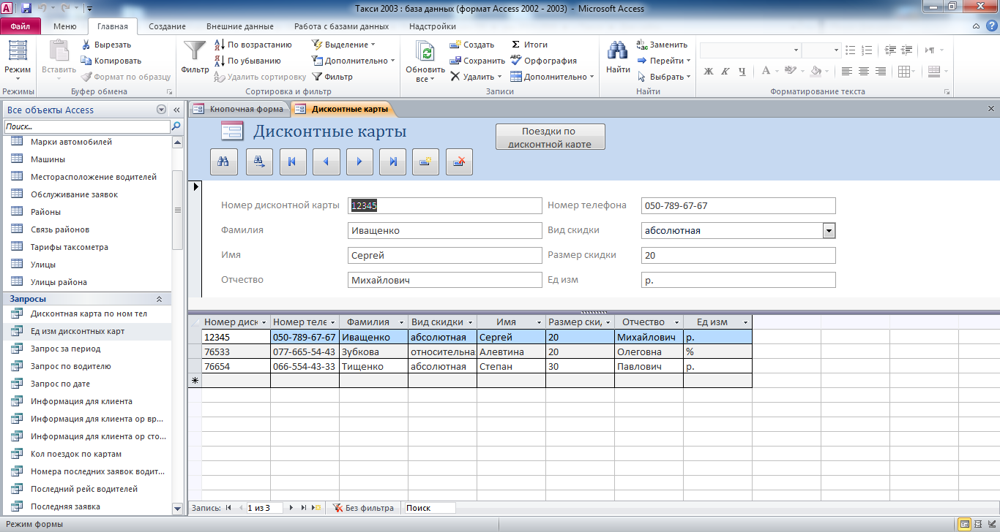 Такси 2003 : база данных (формат Access 2002 - 2003) - Microsoft Access
Файл Меню Главная Создание Внешние данные Работа с базами данных Надстройки
Режим
Режимы
Вставить
Вырезать
Копировать
Формат по образцу
Буфер обмена
Фильтр
По возрастанию
По убыванию
Удалить сортировку
Выделение
Дополнительно
Фильтр
Сортировка и фильтр
Обновить
все
Создать
Сохранить
Удалить
Итоги
Орфография
Дополнительно
Записи
Найти
Заменить
Перейти
Выбрать
Найти
Ж К Ч
Форматирование текста
Все объекты Access
Поиск...
Марки автомобилей
Машины
Месторасположение водителей
Обслуживание заявок
Районы
Связь районов
Тарифы таксометра
Улицы
Улицы района
Запросы
Дисконтная карта по ном тел
Ед изм дисконтных карт
Запрос за период
Запрос по водителю
Запрос по дате
Информация для клиента
Информация для клиента ор вр...
Информация для клиента ор сто...
Кол поездок по картам
Номера последних заявок водит...
Последний рейс водителей
Последняя заявка
Кнопочная форма Дисконтные карты
Дисконтные карты
Поездки по
дисконтной карте
Номер дисконтной карты 12345 Номер телефона 050-789-67-67
Фамилия Иващенко Вид скидки абсолютная
Имя Сергей Размер скидки 20
Отчество Михайлович Ед изм р.
Номер диск Номер теле Фамилия Вид скидки Имя Размер ски, Отчество Ед изм
12345 050-789-67-67 Иващенко абсолютная Сергей 20 Михайлович р.
76533 077-665-54-43 Зубкова относительна Алевтина 20 Олеговна %
76654 066-554-43-33 Тищенко абсолютная Степан 30 Павлович р.
Запись: 1 из 3 Без фильтра Поиск
Режим формы